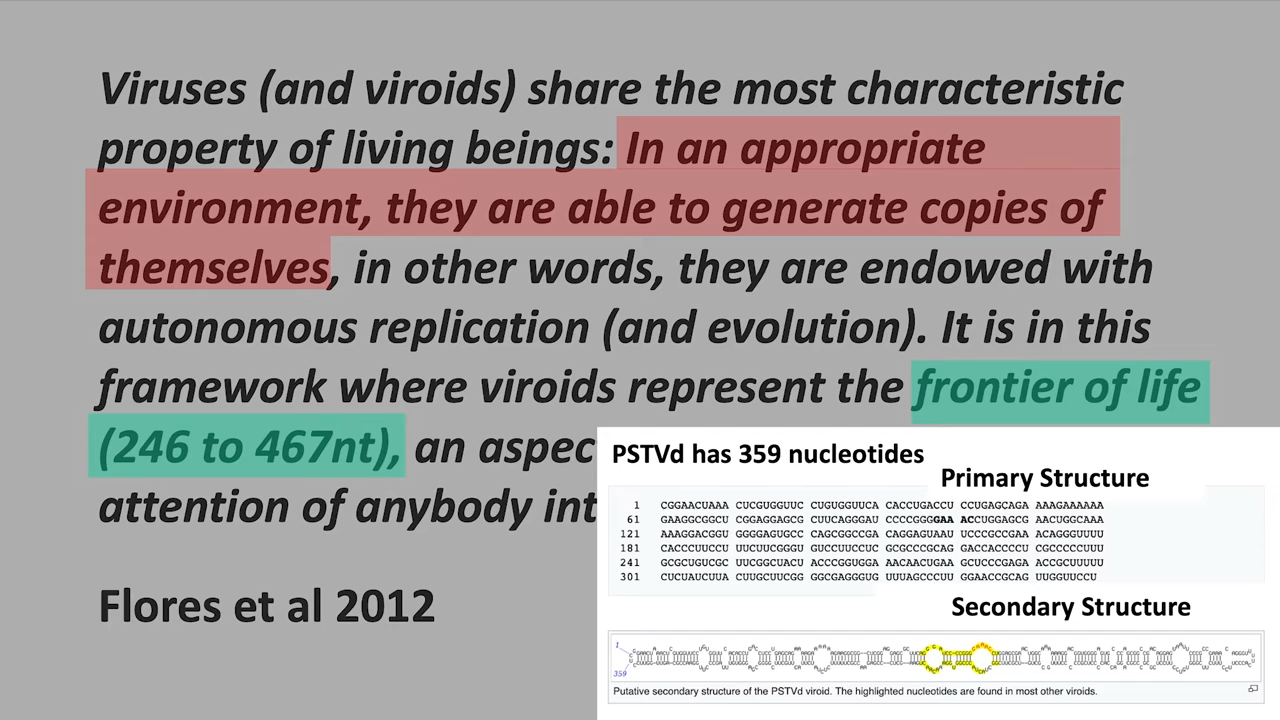 Viruses (and viroids) share the most characteristic
property of living beings: In an appropriate
environment, they are able to generate copies of
themselves, in other words, they are endowed with
autonomous replication (and evolution). It is in this
framework where viroids represent the frontier of life
(246 to 467nt), an aspec
attention of anybody int
Flores et al 2012
PSTVd has 359 nucleotides
Primary Structure
1 CGGAACUAAA CUCGUGGUUC CUGUGGUUCA CACCUGACCU CCUGAGCAGA AAAGAAAAAA
61 GAAGGCGGCU CGGAGGAGCG CUUCAGGGAU CCCCGGGGAA ACCUGGAGCG AACUGGCAAA
121 AAAGGACGGU GGGGAGUGCC CAGCGGCCGA CAGGAGUAAU UCCCGCCGAA ACAGGGUUUU
181 CACCCUUCCU UUCUUCGGGU GUCCUUCCUC GCGCCCGCAG GACCACCCCU CGCCCCCUUU
241 GCGCUGUCGC UUCGGCUACU ACCCGGUGGA AACAACUGAA GCUCCCGAGA ACCGCUUUUU
301 CUCUAUCUUA CUUGCUUCGG GGCGAGGGUG UUUAGCCCUU GGAACCGCAG UUGGUUCCU
Secondary Structure
1
359
Putative secondary structure of the PSTVd viroid. The highlighted nucleotides are found in most other viroids.